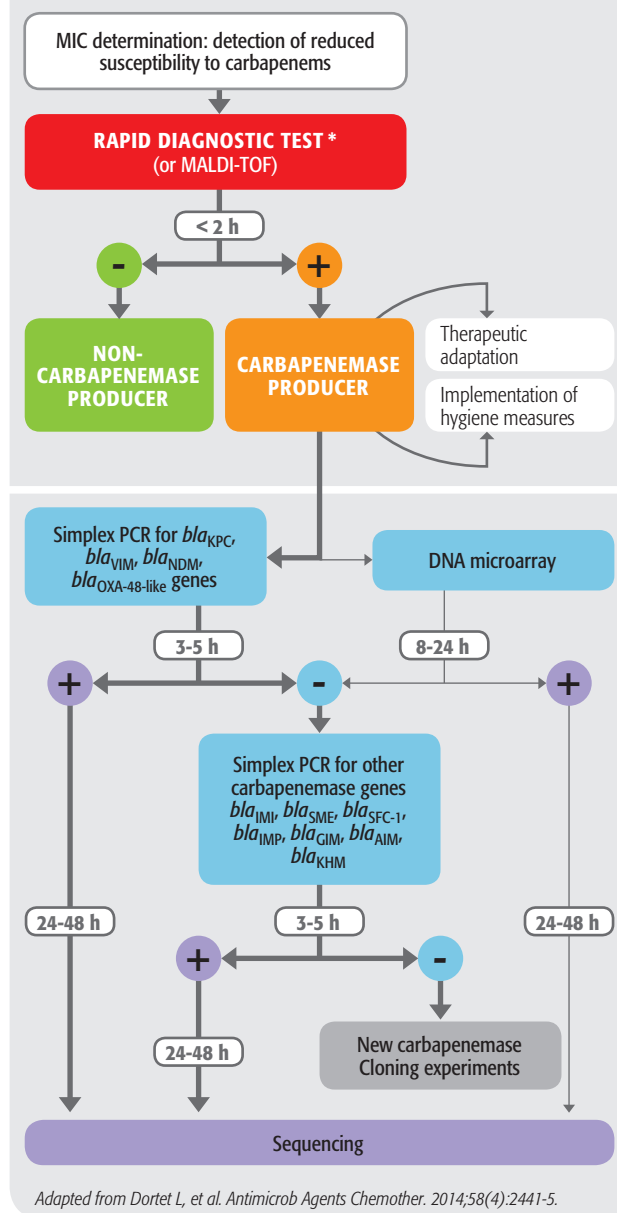 MIC determination: detection of reduced
susceptibility to carbapenems
RAPID DIAGNOSTIC TEST *
(or MALDI-TOF)
< 2 h
-
+
NON-
CARBAPENEMASE
PRODUCER
CARBAPENEMASE
PRODUCER
Therapeutic
adaptation
Implementation of
hygiene measures
Simplex PCR for blaKPC,
blaVIM, blaNDM,
blaOXA-48-like genes
DNA microarray
3-5 h
8-24 h
+
-
+
Simplex PCR for other
carbapenemase genes
blaIMI, blaSME, blaSFC-1,
blaIMP, blaGIM, blaAIM,
blaKHM
24-48 h
3-5 h
24-48 h
+
-
24-48 h
New carbapenemase
Cloning experiments
Sequencing
Adapted from Dortet L, et al. Antimicrob Agents Chemother. 2014;58(4):2441-5.